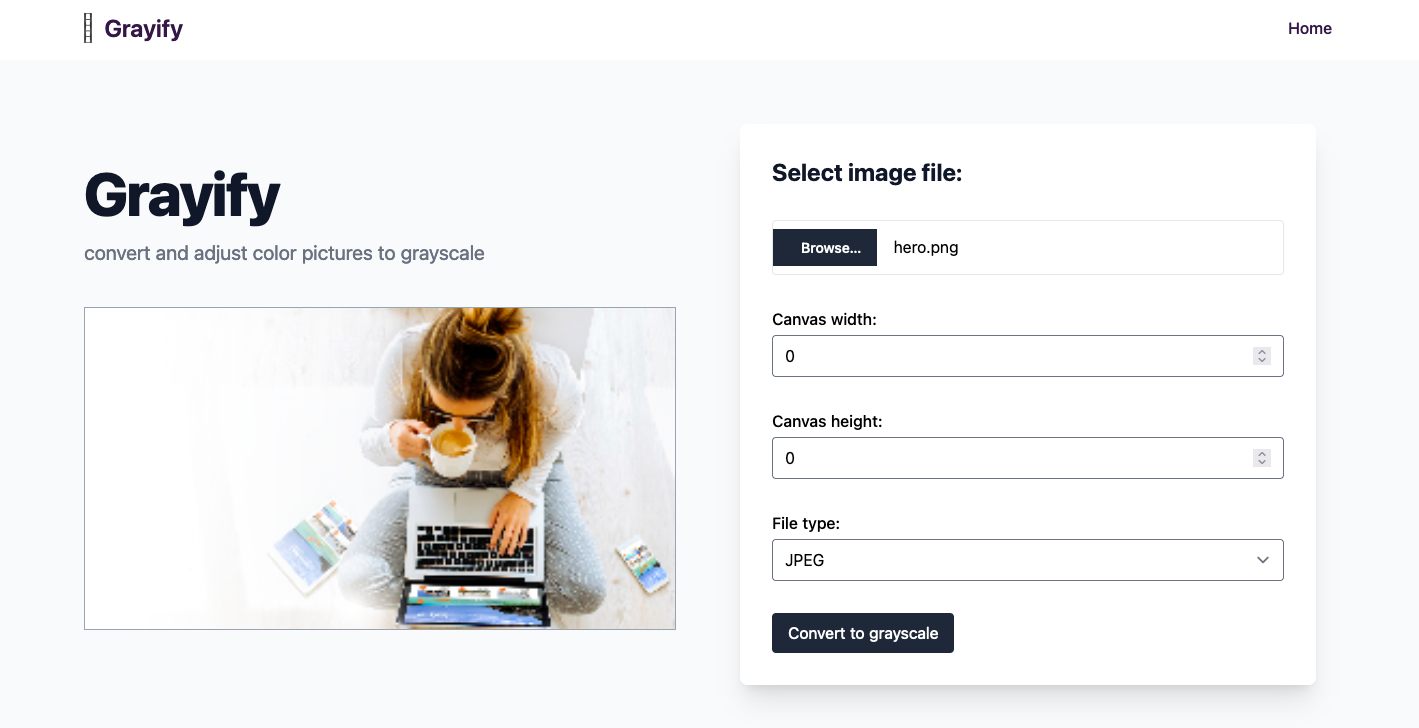 Grayify
Home
Grayify
convert and adjust color pictures to grayscale
Select image file:
Browse... hero.png
Canvas width:
0
Canvas height:
0
File type:
JPEG
Convert to grayscale